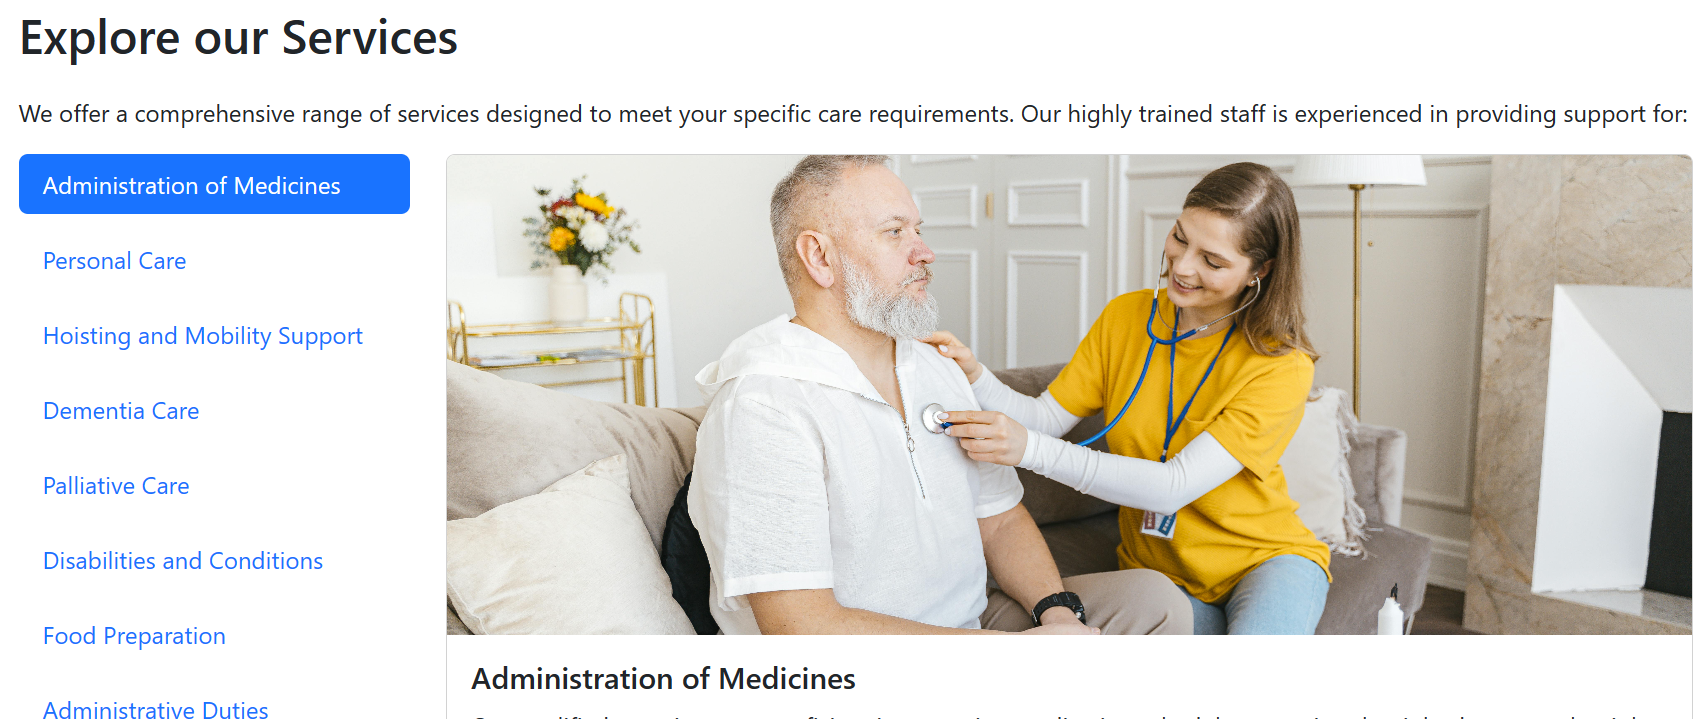 Explore our Services
We offer a comprehensive range of services designed to meet your specific care requirements. Our highly trained staff is experienced in providing support for:
Administration of Medicines
Personal Care
Hoisting and Mobility Support
Dementia Care
Palliative Care
Disabilities and Conditions
Food Preparation
Administrative Duties
Administration of Medicines